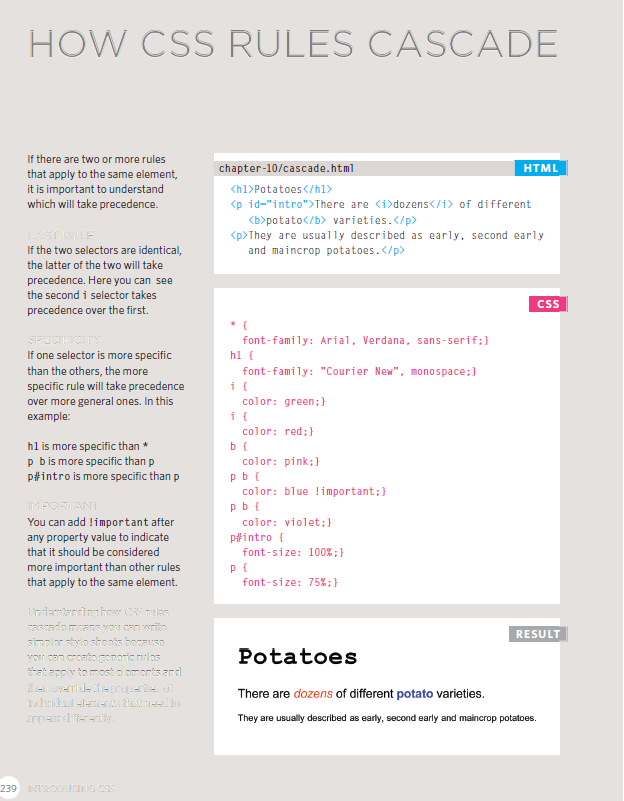 HOW CSS RULES CASCADE
If there are two or more rules
that apply to the same element,
it is important to understand
which will take precedence.
LAST RULE
If the two selectors are identical,
the latter of the two will take
precedence. Here you can see
the second i selector takes
precedence over the first.
SPECIFICITY
If one selector is more specific
than the others, the more
specific rule will take precedence
over more general ones. In this
example:
h1 is more specific than *
p b is more specific than p
p#intro is more specific than p
IMPORTANT
You can add !important after
any property value to indicate
that it should be considered
more important than other rules
that apply to the same element.
Understanding how CSS rules
cascade means you can write
simpler style sheets because
you can create generic rules
that apply to most elements and
then override the properties of
individual elements that need to
appear differently.
chapter-10/cascade.html
HTML
<h1>Potatoes</h1>
<p id="intro">There are <i>dozens</i> of different
<b>potato</b> varieties.</p>
<p>They are usually described as early, second early
and maincrop potatoes.</p>
CSS
* {
font-family: Arial, Verdana, sans-serif;}
h1 {
font-family: "Courier New", monospace;}
i {
color: green;}
i {
color: red;}
b {
color: pink;}
p b {
color: blue !important;}
p b {
color: violet;}
p#intro {
font-size: 100%;}
p {
font-size: 75%;}
RESULT
Potatoes
There are dozens of different potato varieties.
They are usually described as early, second early and maincrop potatoes.
239
INTRODUCING CSS